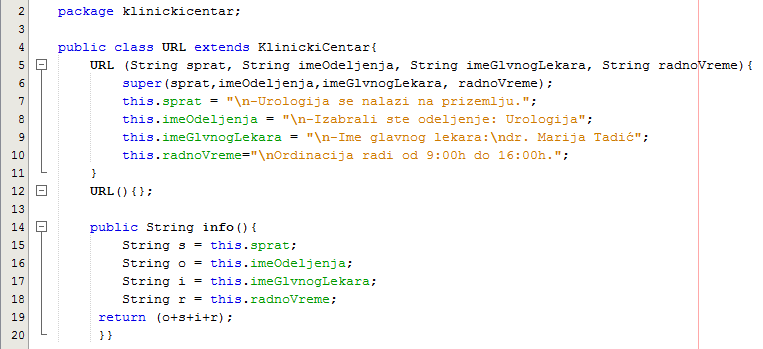 2 package klinickicentar;
3
4 public class URL extends KlinickiCentar{
5 URL (String sprat, String imeOdeljenja, String imeGlvnogLekara, String radnoVreme){
6 super(sprat,imeOdeljenja,imeGlvnogLekara, radnoVreme);
7 this.sprat = "\n-Urologija se nalazi na prizemlju.";
8 this.imeOdeljenja = "\n-Izabrali ste odeljenje: Urologija";
9 this.imeGlvnogLekara = "\n-Ime glavnog lekara:\ndr. Marija Tadić";
10 this.radnoVreme="\nOrdinacija radi od 9:00h do 16:00h.";
11 }
12 URL(){};
13
14 public String info(){
15 String s = this.sprat;
16 String o = this.imeOdeljenja;
17 String i = this.imeGlvnogLekara;
18 String r = this.radnoVreme;
19 return (o+s+i+r);
20 }}